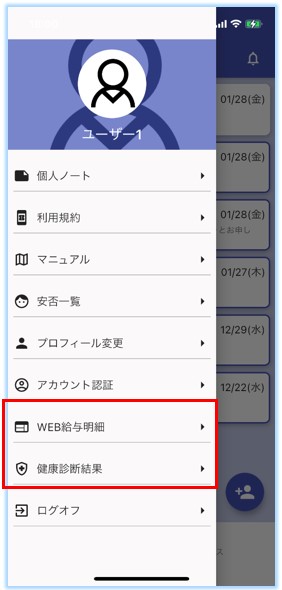 ユーザー1
01/28(金)
個人ノート
01/28(金)
利用規約
01/28(金)
とお申し
マニュアル
01/27(木)
安否一覧
プロフィール変更
12/29(水)
アカウント認証
12/22(水)
WEB給与明細
健康診断結果
ログオフ
ス